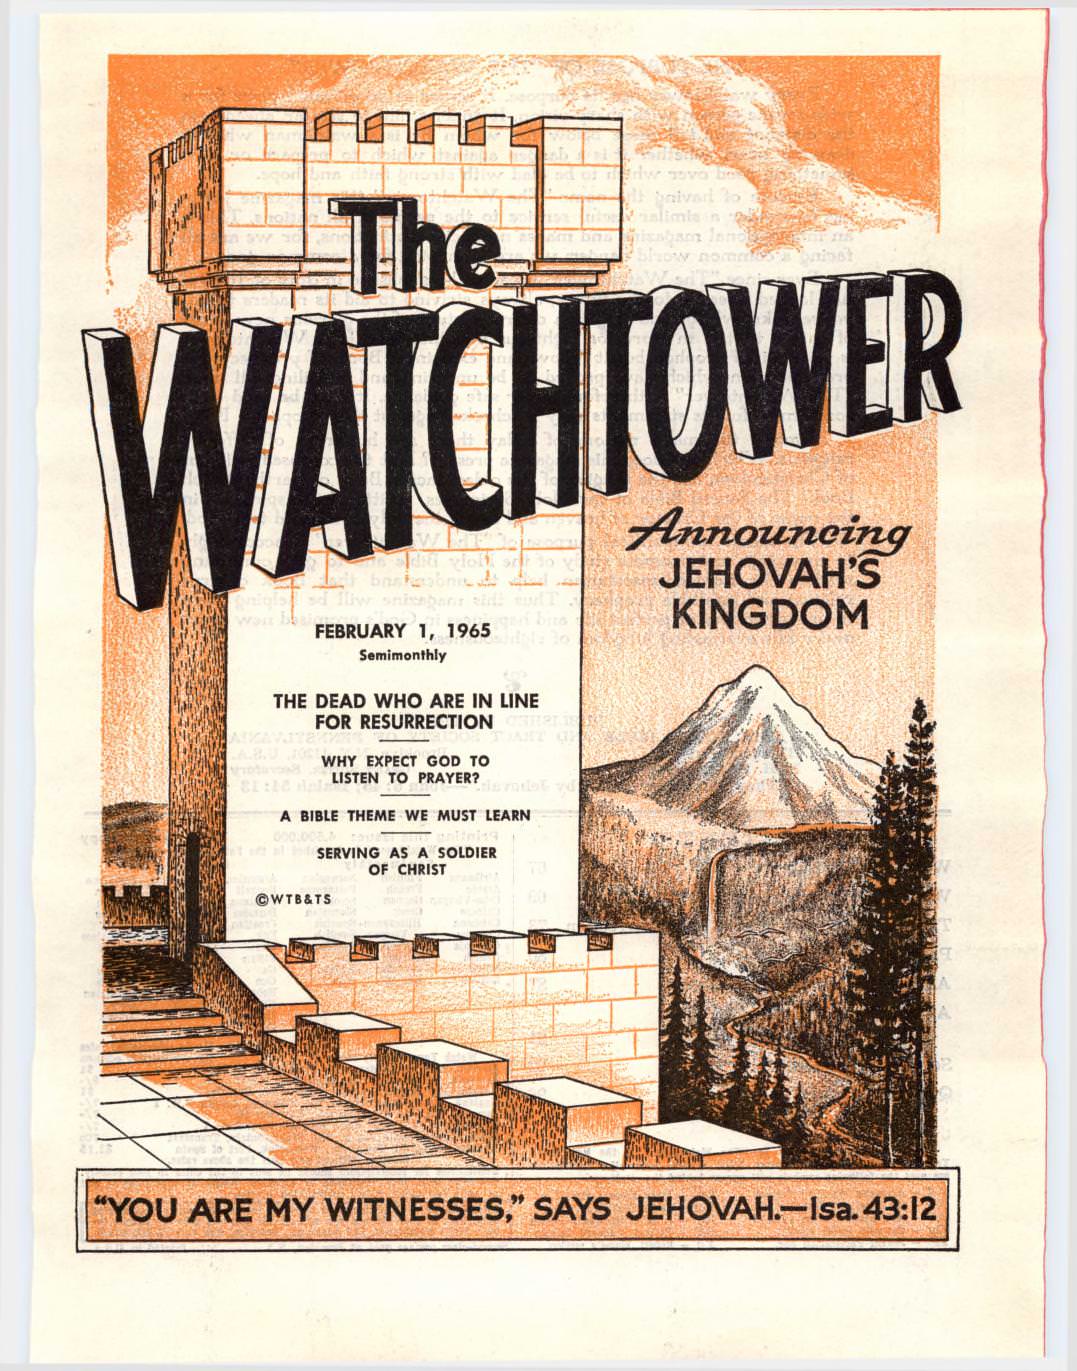 The
WATCHTOWER
Announcing
JEHOVAH'S
KINGDOM
FEBRUARY 1, 1965
Semimonthly
THE DEAD WHO ARE IN LINE
FOR RESURRECTION
WHY EXPECT GOD TO
LISTEN TO PRAYER?
A BIBLE THEME WE MUST LEARN
SERVING AS A SOLDIER
OF CHRIST
©WTB&TS
"YOU ARE MY WITNESSES," SAYS JEHOVAH.—Isa. 43:12